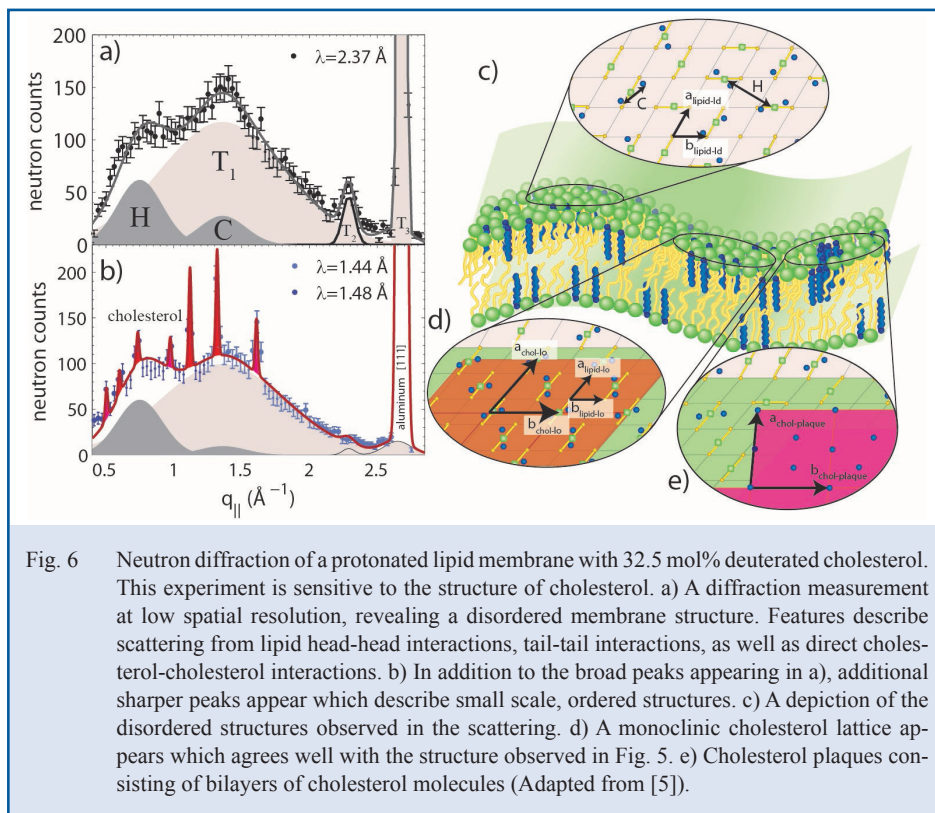 a)
λ=2.37 Å
neutron counts
200
150
100
50
0
H
T1
C
T2
T3
b)
λ=1.44 Å
λ=1.48 Å
cholesterol
aluminum [111]
neutron counts
200
150
100
50
0
0.5
1
1.5
2
2.5
q|| (Å-1)
c)
C
H
alipid-ld
blipid-ld
d)
achol-lo
alipid-lo
bchol-lo
blipid-lo
e)
achol-plaque
bchol-plaque
Fig. 6 Neutron diffraction of a protonated lipid membrane with 32.5 mol% deuterated cholesterol.
This experiment is sensitive to the structure of cholesterol. a) A diffraction measurement
at low spatial resolution, revealing a disordered membrane structure. Features describe
scattering from lipid head-head interactions, tail-tail interactions, as well as direct choles-
terol-cholesterol interactions. b) In addition to the broad peaks appearing in a), additional
sharper peaks appear which describe small scale, ordered structures. c) A depiction of the
disordered structures observed in the scattering. d) A monoclinic cholesterol lattice ap-
pears which agrees well with the structure observed in Fig. 5. e) Cholesterol plaques con-
sisting of bilayers of cholesterol molecules (Adapted from [5]).